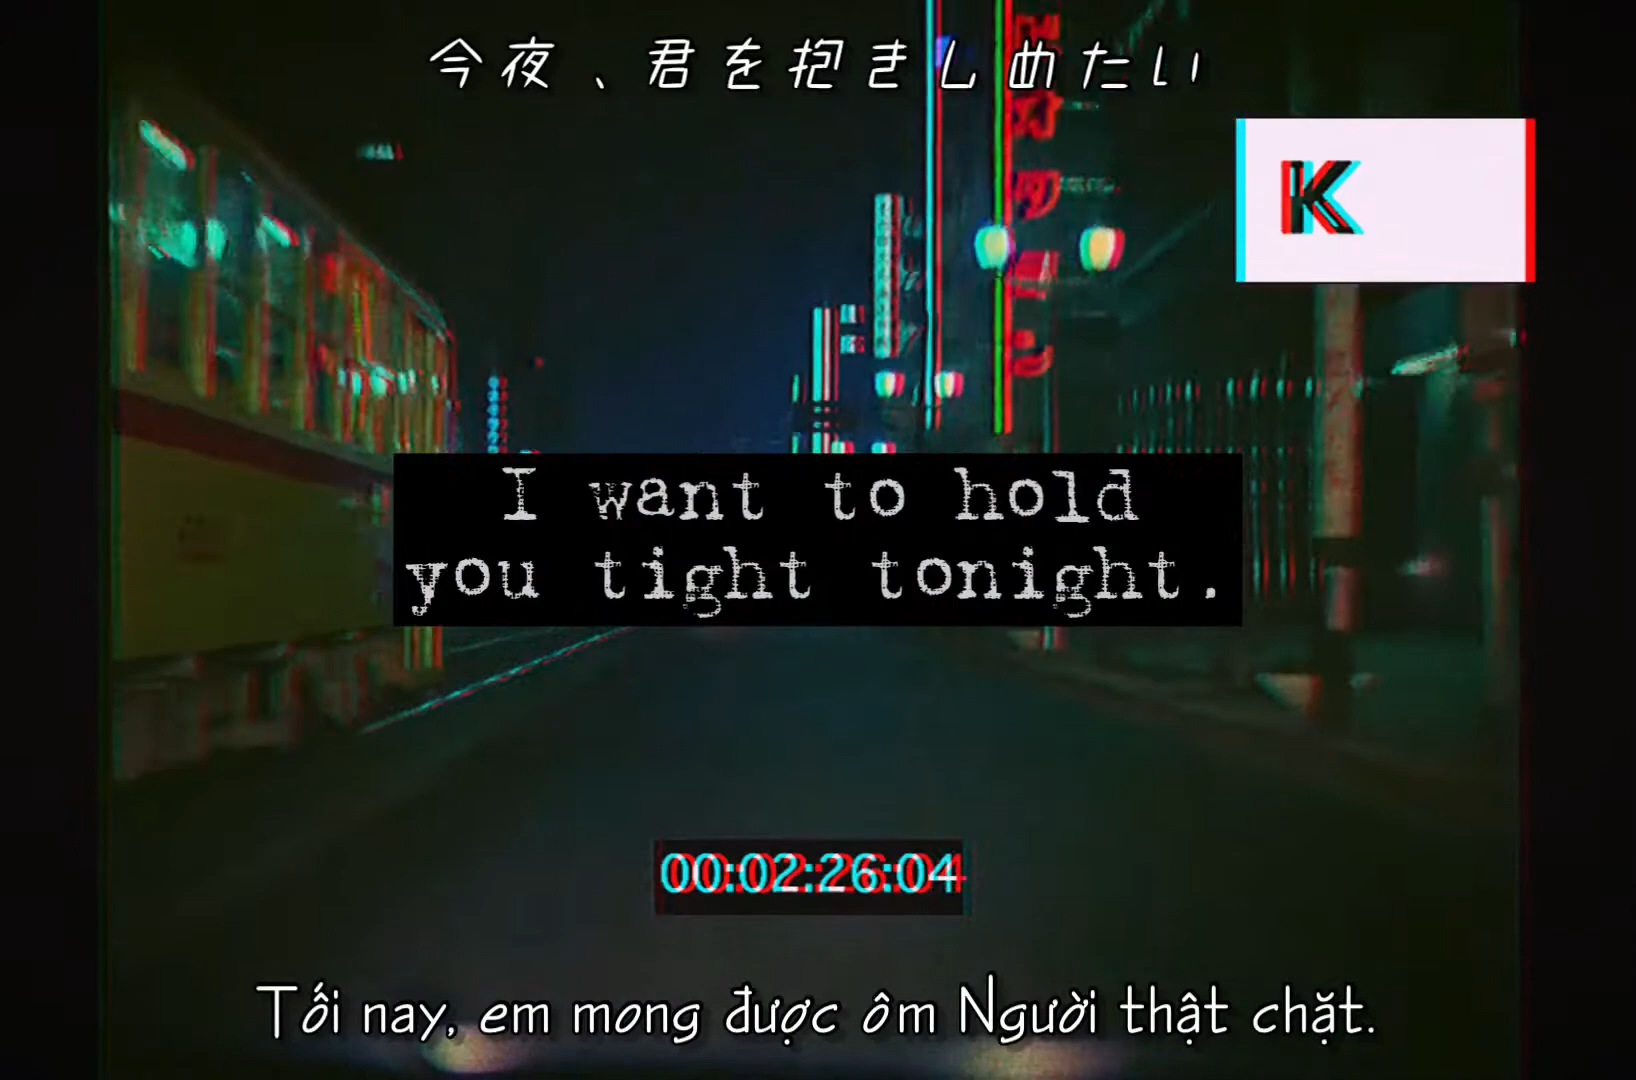 今夜、君を抱きしめたい
K
I want to hold
you tight tonight.
00:02:26:04
Tối nay, em mong được ôm Người thật chặt.